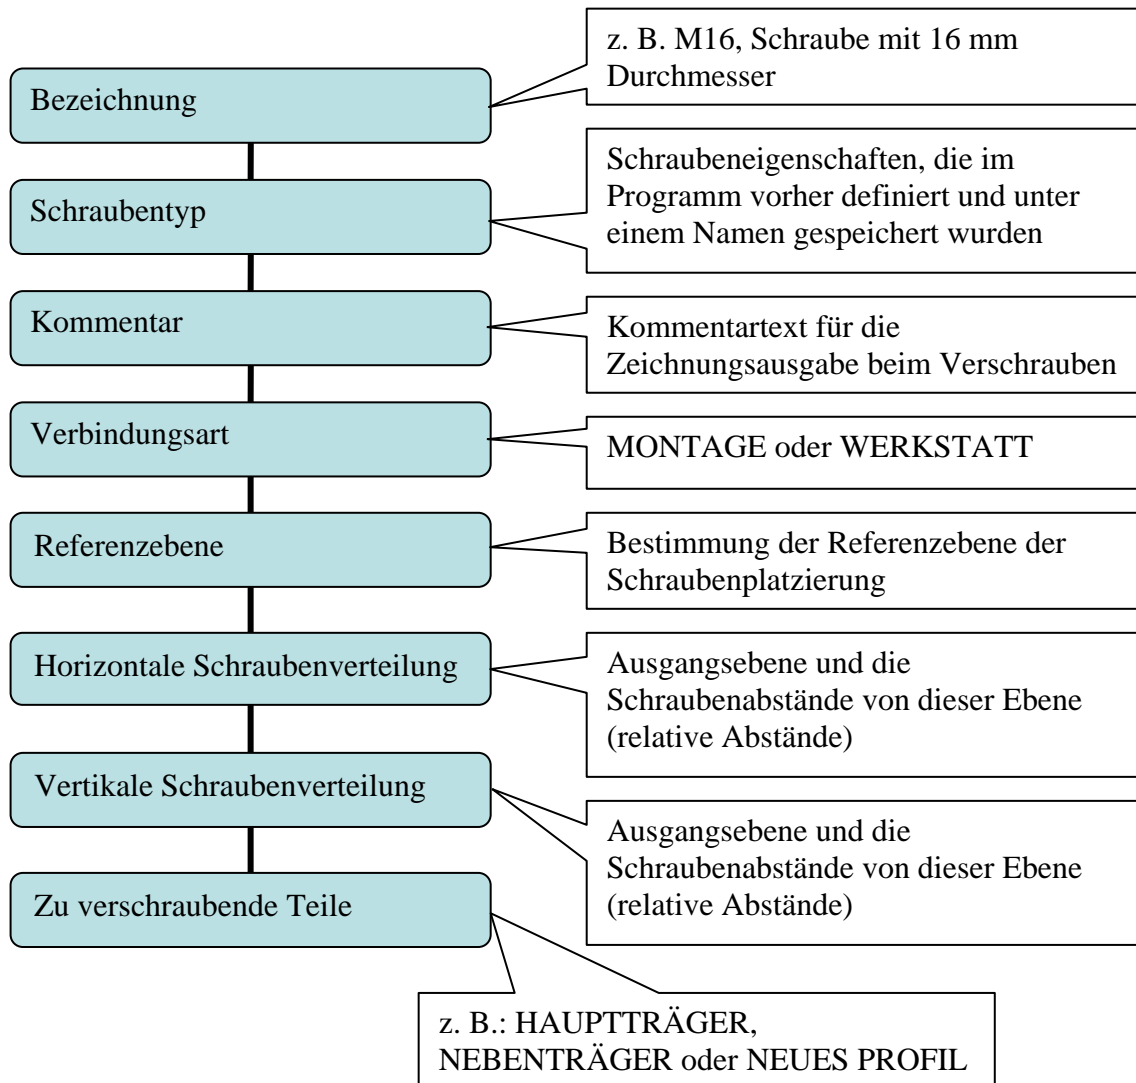 Bezeichnung
z. B. M16, Schraube mit 16 mm
Durchmesser
Schraubentyp
Schraubeneigenschaften, die im
Programm vorher definiert und unter
einem Namen gespeichert wurden
Kommentar
Kommentartext für die
Zeichnungsausgabe beim Verschrauben
Verbindungsart
MONTAGE oder WERKSTATT
Referenzebene
Bestimmung der Referenzebene der
Schraubenplatzierung
Horizontale Schraubenverteilung
Ausgangsebene und die
Schraubenabstände von dieser Ebene
(relative Abstände)
Vertikale Schraubenverteilung
Ausgangsebene und die
Schraubenabstände von dieser Ebene
(relative Abstände)
Zu verschraubende Teile
z. B.: HAUPTTRÄGER,
NEBENTRÄGER oder NEUES PROFIL